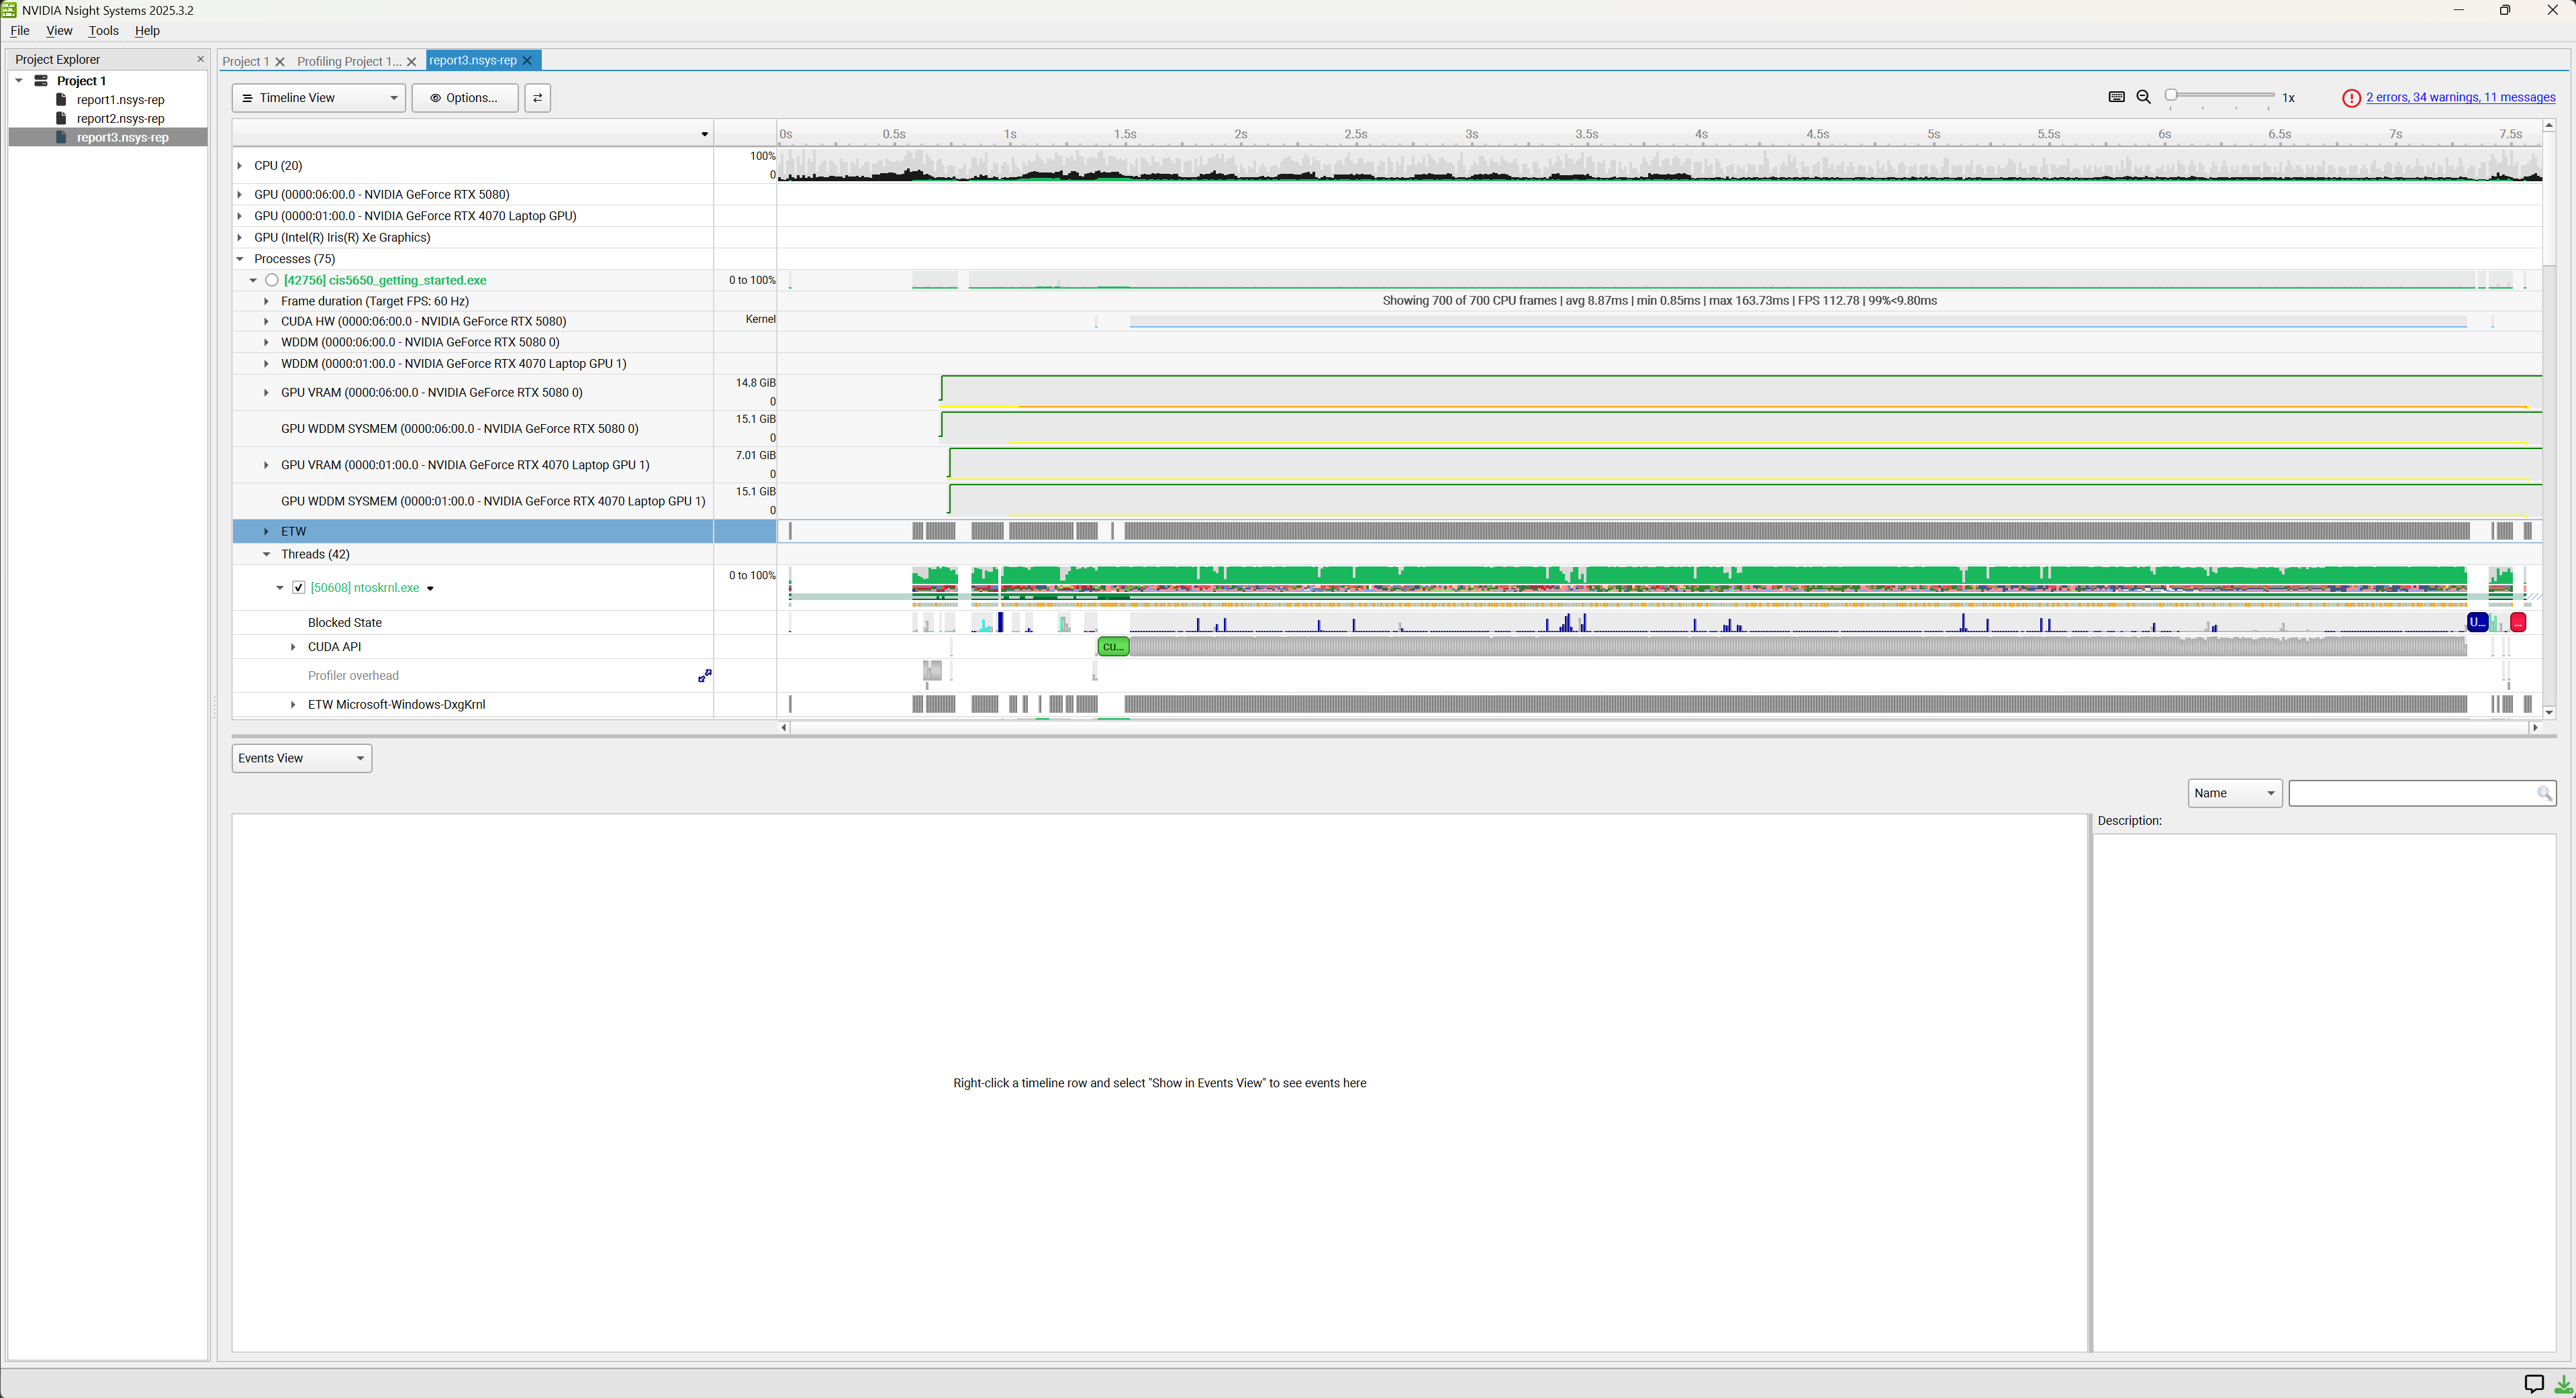 NVIDIA Nsight Systems 2025.3.2
File View Tools Help
Project Explorer
Project 1
report1.nsys-rep
report2.nsys-rep
report3.nsys-rep
Project 1 Profiling Project 1... report3.nsys-rep
Timeline View Options... 1x 2 errors, 34 warnings, 11 messages
0s 0.5s 1s 1.5s 2s 2.5s 3s 3.5s 4s 4.5s 5s 5.5s 6s 6.5s 7s 7.5s
CPU (20) 100% 0
GPU (0000:06:00.0 - NVIDIA GeForce RTX 5080)
GPU (0000:01:00.0 - NVIDIA GeForce RTX 4070 Laptop GPU)
GPU (Intel(R) Iris(R) Xe Graphics)
Processes (75)
[42756] cis5650_getting_started.exe 0 to 100%
Frame duration (Target FPS: 60 Hz) Showing 700 of 700 CPU frames | avg 8.87ms | min 0.85ms | max 163.73ms | FPS 112.78 | 99%<9.80ms
CUDA HW (0000:06:00.0 - NVIDIA GeForce RTX 5080) Kernel
WDDM (0000:06:00.0 - NVIDIA GeForce RTX 5080 0)
WDDM (0000:01:00.0 - NVIDIA GeForce RTX 4070 Laptop GPU 1)
GPU VRAM (0000:06:00.0 - NVIDIA GeForce RTX 5080 0) 14.8 GiB 0
GPU WDDM SYSMEM (0000:06:00.0 - NVIDIA GeForce RTX 5080 0) 15.1 GiB 0
GPU VRAM (0000:01:00.0 - NVIDIA GeForce RTX 4070 Laptop GPU 1) 7.01 GiB 0
GPU WDDM SYSMEM (0000:01:00.0 - NVIDIA GeForce RTX 4070 Laptop GPU 1) 15.1 GiB 0
ETW
Threads (42)
[50608] ntoskrnl.exe 0 to 100%
Blocked State U... ...
CUDA API cu...
Profiler overhead
ETW Microsoft-Windows-DxgKrnl
Events View
Name
Description:
Right-click a timeline row and select "Show in Events View" to see events here